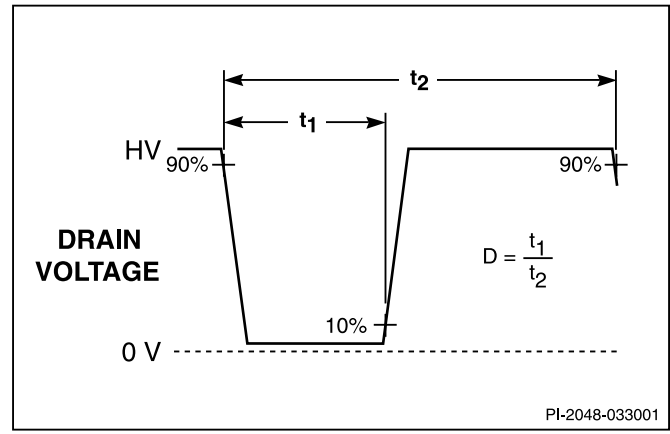 t2
t1
HV
90%
90%
DRAIN
VOLTAGE
D = t1/t2
10%
0 V
PI-2048-033001